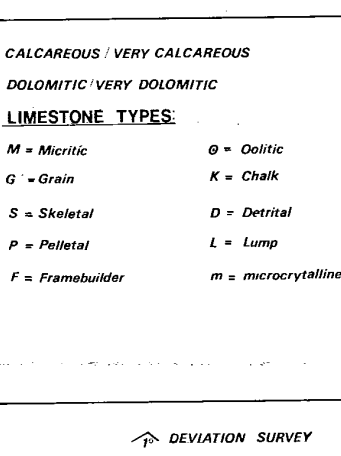 CALCAREOUS / VERY CALCAREOUS
DOLOMITIC / VERY DOLOMITIC
LIMESTONE TYPES:
M = Micritic
O = Oolitic
G = Grain
K = Chalk
S = Skeletal
D = Detrital
P = Pelletal
L = Lump
F = Framebuilder
m = microcrytalline
1° DEVIATION SURVEY